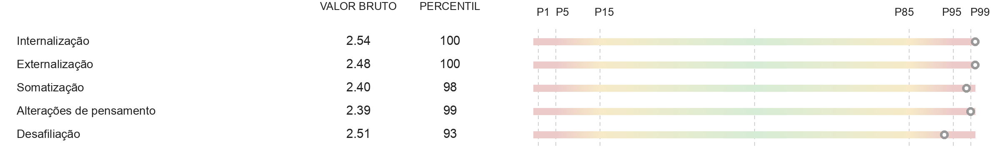 VALOR BRUTO PERCENTIL P1 P5 P15 P85 P95 P99
Internalização 2.54 100
Externalização 2.48 100
Somatização 2.40 98
Alterações de pensamento 2.39 99
Desafiliação 2.51 93